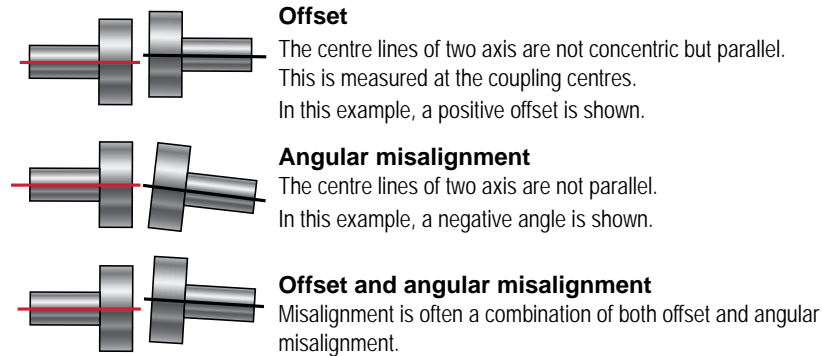 Offset
The centre lines of two axis are not concentric but parallel.
This is measured at the coupling centres.
In this example, a positive offset is shown.
Angular misalignment
The centre lines of two axis are not parallel.
In this example, a negative angle is shown.
Offset and angular misalignment
Misalignment is often a combination of both offset and angular
misalignment.